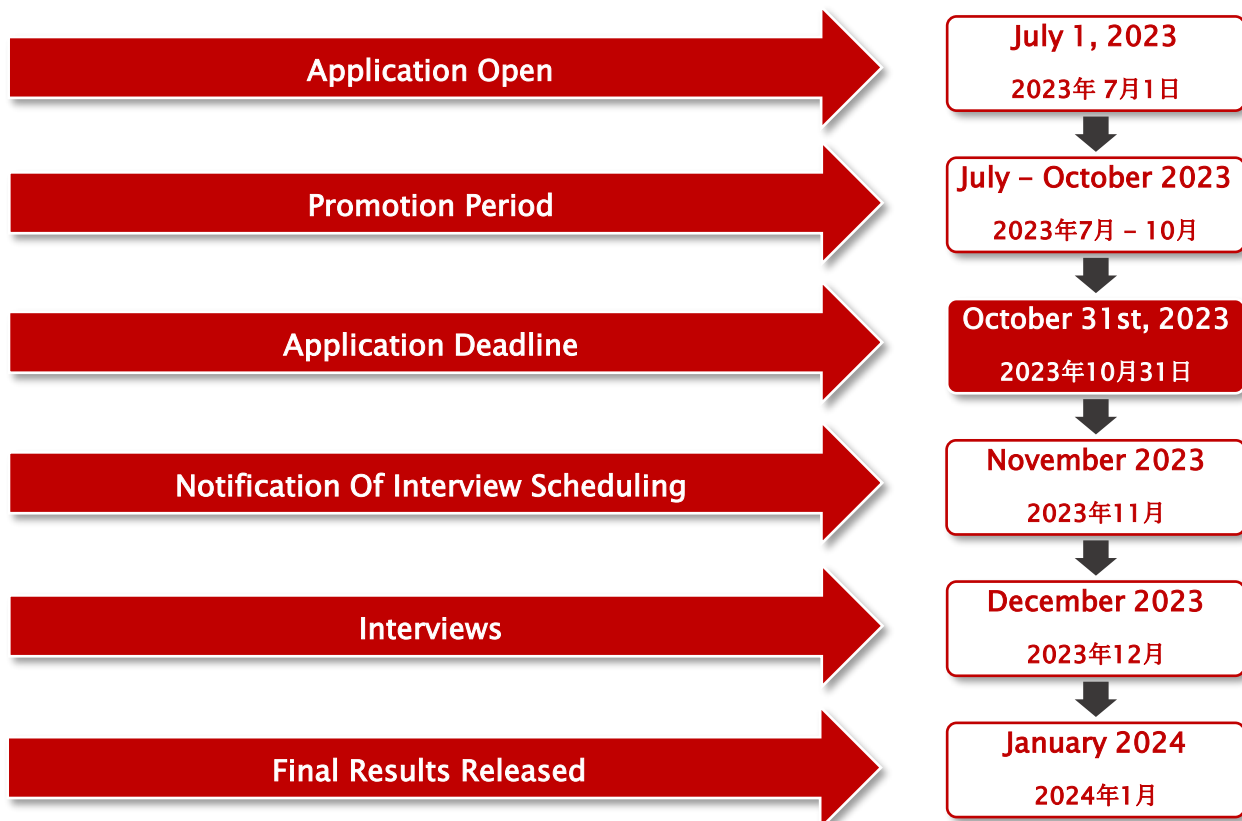 Application Open
July 1, 2023
2023年 7月1日
Promotion Period
July – October 2023
2023年7月 – 10月
Application Deadline
October 31st, 2023
2023年10月31日
Notification Of Interview Scheduling
November 2023
2023年11月
Interviews
December 2023
2023年12月
Final Results Released
January 2024
2024年1月